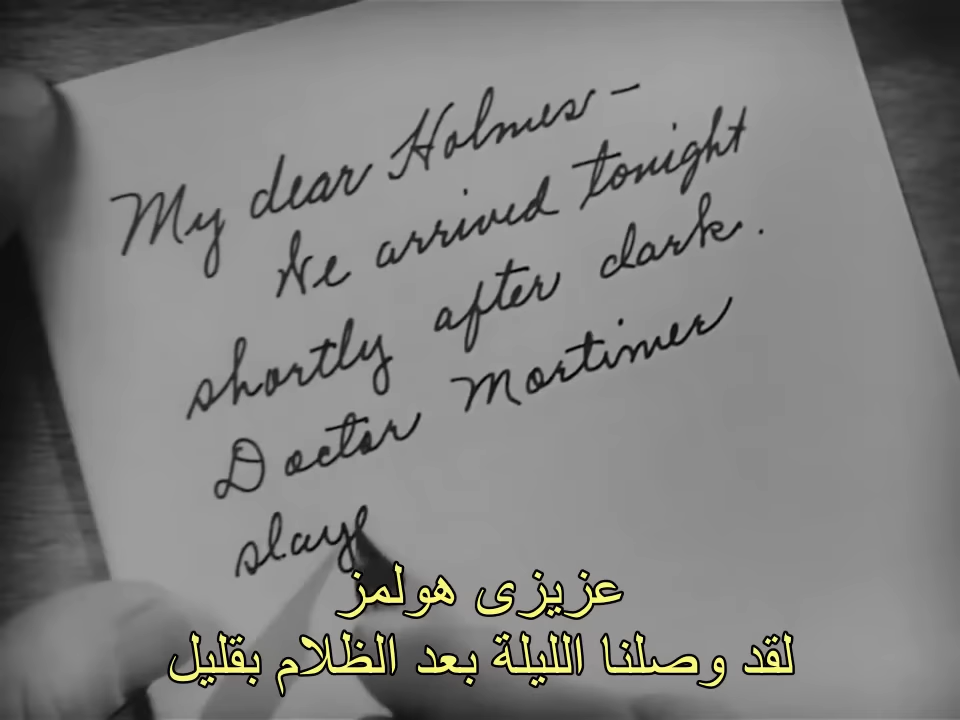 My dear Holmes –
We arrived tonight
shortly after dark.
Doctor Mortimer
slaye
عزيزى هولمز
لقد وصلنا الليلة بعد الظلام بقليل